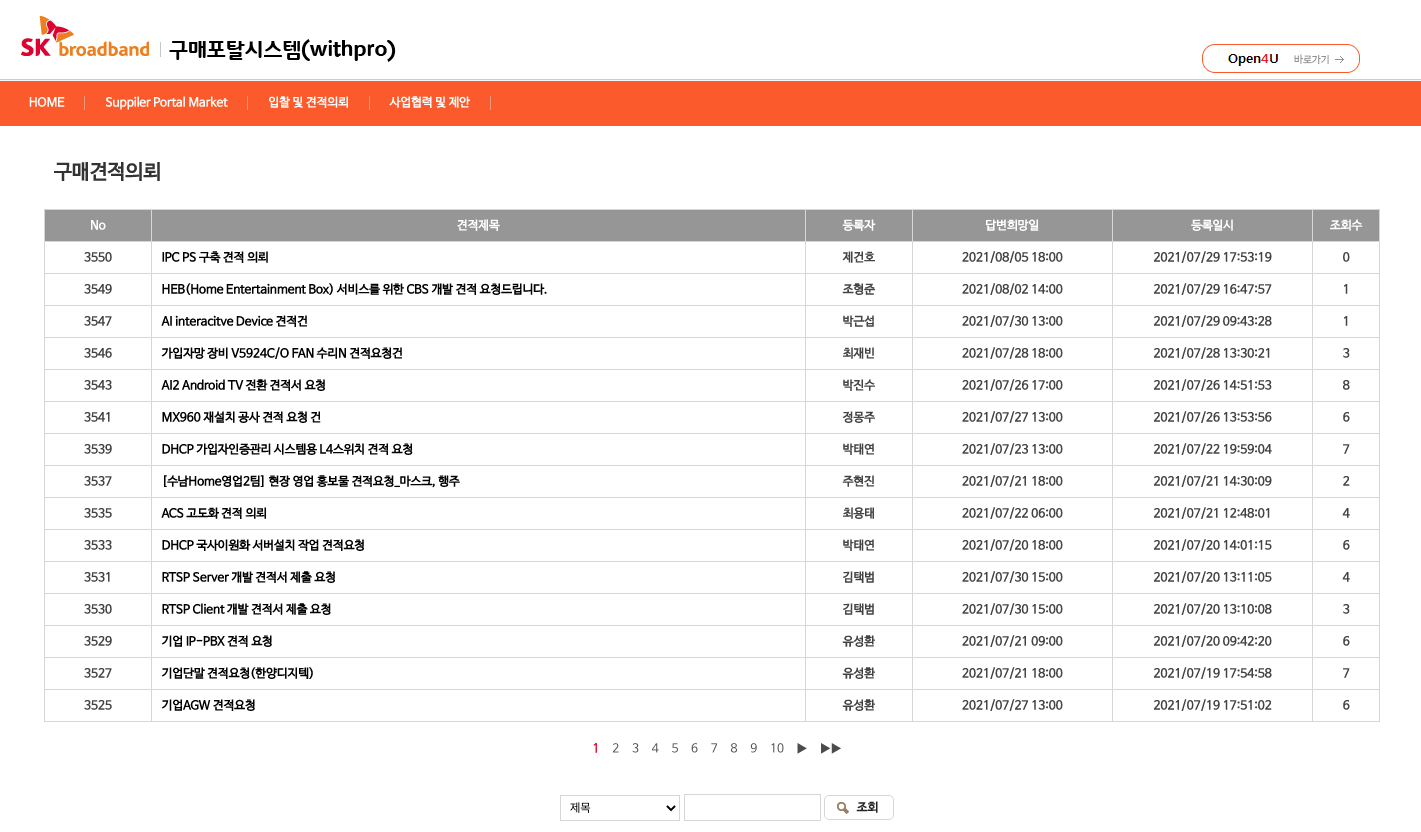 SK broadband 구매포탈시스템(withpro)
Open4U 바로가기 →
HOME Suppiler Portal Market 입찰 및 견적의뢰 사업협력 및 제안
구매견적의뢰
No 견적제목 등록자 답변희망일 등록일시 조회수
3550 IPC PS 구축 견적 의뢰 제건호 2021/08/05 18:00 2021/07/29 17:53:19 0
3549 HEB(Home Entertainment Box) 서비스를 위한 CBS 개발 견적 요청드립니다. 조형준 2021/08/02 14:00 2021/07/29 16:47:57 1
3547 AI interacitve Device 견적건 박근섭 2021/07/30 13:00 2021/07/29 09:43:28 1
3546 가입자망 장비 V5924C/O FAN 수리N 견적요청건 최재빈 2021/07/28 18:00 2021/07/28 13:30:21 3
3543 AI2 Android TV 전환 견적서 요청 박진수 2021/07/26 17:00 2021/07/26 14:51:53 8
3541 MX960 재설치 공사 견적 요청 건 정몽주 2021/07/27 13:00 2021/07/26 13:53:56 6
3539 DHCP 가입자인증관리 시스템용 L4스위치 견적 요청 박태연 2021/07/23 13:00 2021/07/22 19:59:04 7
3537 [수남Home영업2팀] 현장 영업 홍보물 견적요청_마스크, 행주 주현진 2021/07/21 18:00 2021/07/21 14:30:09 2
3535 ACS 고도화 견적 의뢰 최용태 2021/07/22 06:00 2021/07/21 12:48:01 4
3533 DHCP 국사이원화 서버설치 작업 견적요청 박태연 2021/07/20 18:00 2021/07/20 14:01:15 6
3531 RTSP Server 개발 견적서 제출 요청 김택범 2021/07/30 15:00 2021/07/20 13:11:05 4
3530 RTSP Client 개발 견적서 제출 요청 김택범 2021/07/30 15:00 2021/07/20 13:10:08 3
3529 기업 IP-PBX 견적 요청 유성환 2021/07/21 09:00 2021/07/20 09:42:20 6
3527 기업단말 견적요청(한양디지텍) 유성환 2021/07/21 18:00 2021/07/19 17:54:58 7
3525 기업AGW 견적요청 유성환 2021/07/27 13:00 2021/07/19 17:51:02 6
1 2 3 4 5 6 7 8 9 10 ▶ ▶▶
제목 조회